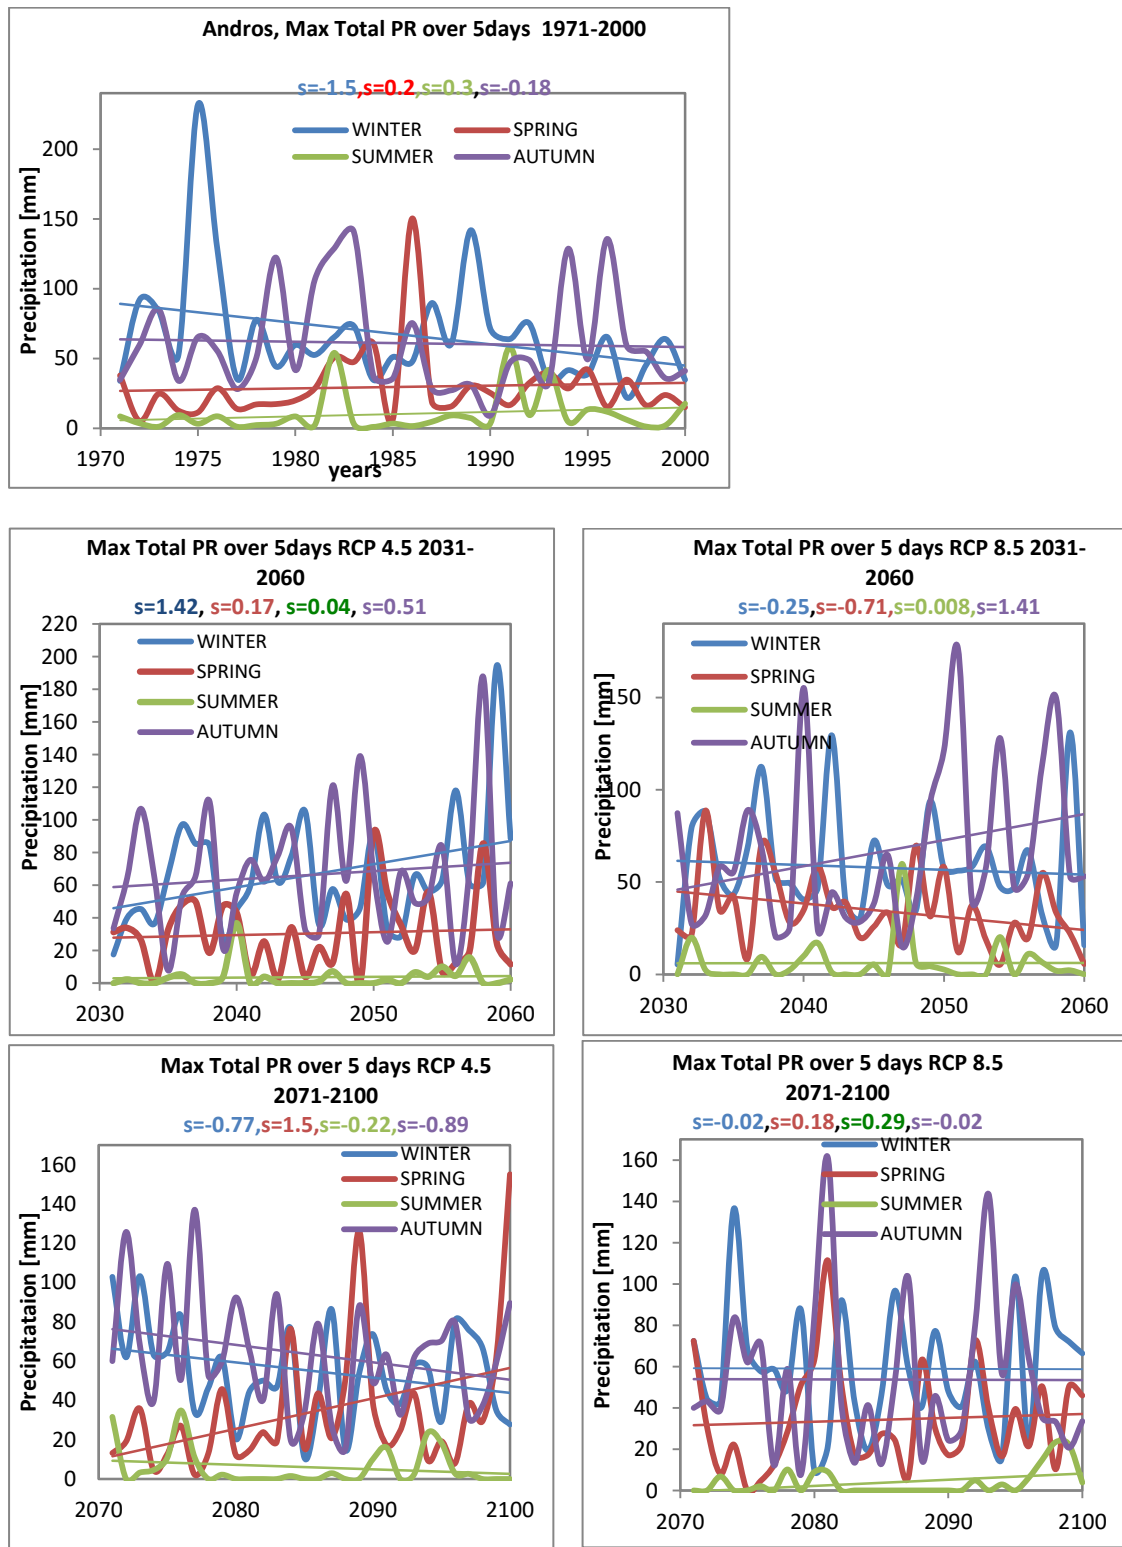 Andros, Max Total PR over 5days 1971-2000
s=-1.5,s=0.2,s=0.3,s=-0.18
WINTER SPRING
SUMMER AUTUMN
Precipitation [mm]
200
150
100
50
0
1970 1975 1980 1985 1990 1995 2000
years
Max Total PR over 5days RCP 4.5 2031-
2060
s=1.42, s=0.17, s=0.04, s=0.51
WINTER
SPRING
SUMMER
AUTUMN
Precipitation [mm]
220
200
180
160
140
120
100
80
60
40
20
0
2030 2040 2050 2060
Max Total PR over 5 days RCP 8.5 2031-
2060
s=-0.25,s=-0.71,s=0.008,s=1.41
WINTER
SPRING
SUMMER
AUTUMN
Precipitation [mm]
150
100
50
0
2030 2040 2050 2060
Max Total PR over 5 days RCP 4.5
2071-2100
s=-0.77,s=1.5,s=-0.22,s=-0.89
WINTER
SPRING
SUMMER
AUTUMN
Precipitataion [mm]
160
140
120
100
80
60
40
20
0
2070 2080 2090 2100
Max Total PR over 5 days RCP 8.5
2071-2100
s=-0.02,s=0.18,s=0.29,s=-0.02
WINTER
SPRING
SUMMER
AUTUMN
Precipitation [mm]
160
140
120
100
80
60
40
20
0
2070 2080 2090 2100